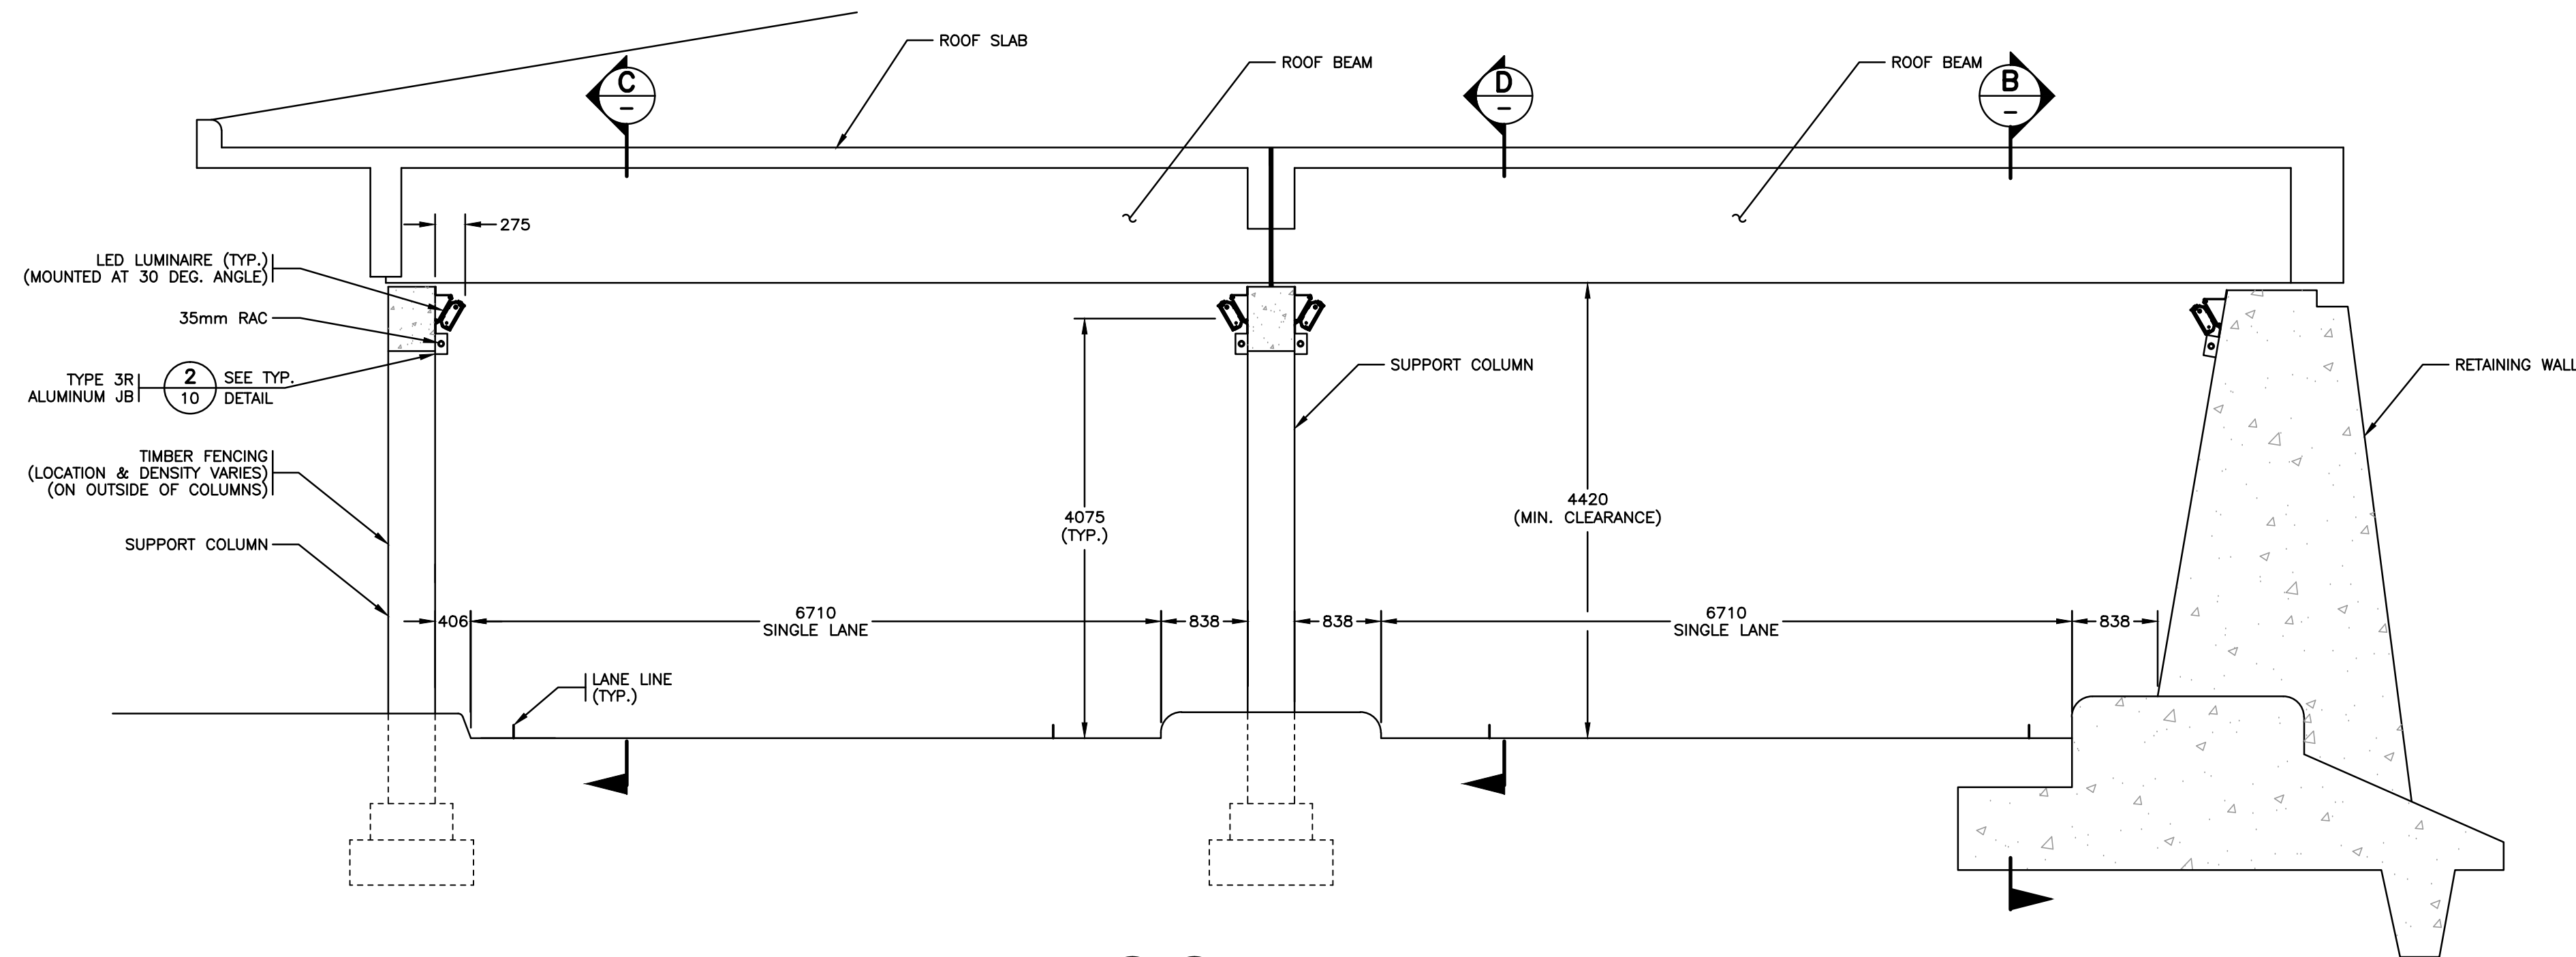 ROOF SLAB
ROOF BEAM
ROOF BEAM
C
–
D
–
B
–
275
LED LUMINAIRE (TYP.)
(MOUNTED AT 30 DEG. ANGLE)
35mm RAC
TYPE 3R
ALUMINUM JB
2
10
SEE TYP.
DETAIL
SUPPORT COLUMN
RETAINING WALL
TIMBER FENCING
(LOCATION & DENSITY VARIES)
(ON OUTSIDE OF COLUMNS)
4075
(TYP.)
4420
(MIN. CLEARANCE)
SUPPORT COLUMN
406
6710
SINGLE LANE
838
838
6710
SINGLE LANE
838
LANE LINE
(TYP.)